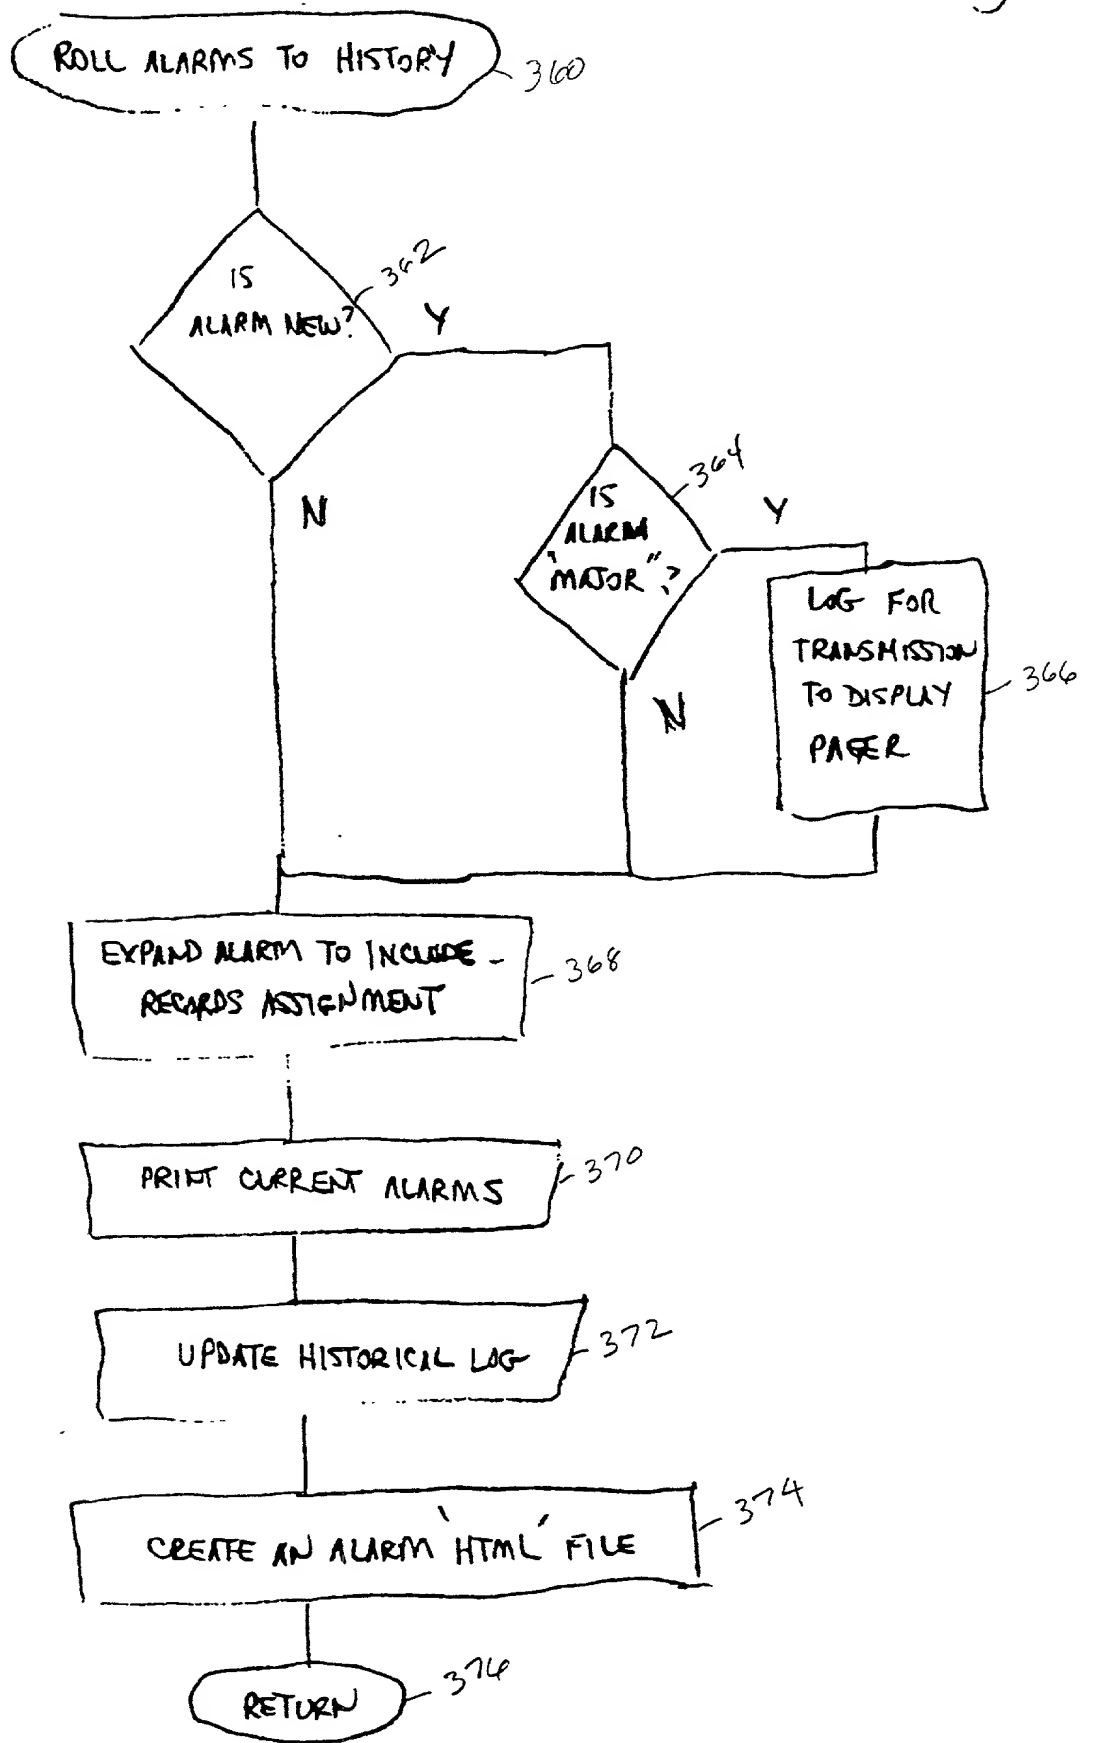 ROLL ALARMS TO HISTORY
360
IS
ALARM NEW?
362
Y
N
IS
ALARM
"MAJOR"?
364
Y
N
LOG FOR
TRANSMISSION
TO DISPLAY
PAGER
366
EXPAND ALARM TO INCLUDE
RECORDS ASSIGNMENT
368
PRINT CURRENT ALARMS
370
UPDATE HISTORICAL LOG
372
CREATE AN ALARM 'HTML' FILE
374
RETURN
376